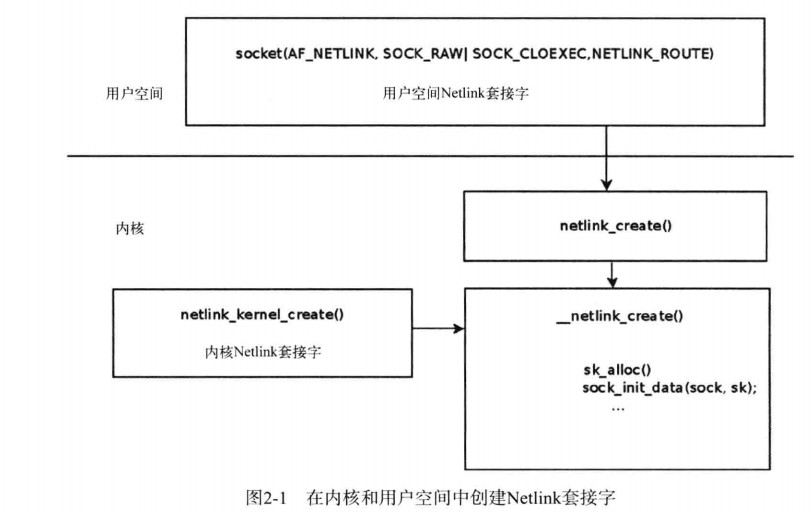 socket(AF_NETLINK, SOCK_RAW| SOCK_CLOEXEC,NETLINK_ROUTE)
用户空间
用户空间Netlink套接字
内核
netlink_create()
netlink_kernel_create()
内核Netlink套接字
__netlink_create()
sk_alloc()
sock_init_data(sock, sk);
...
图2-1 在内核和用户空间中创建Netlink套接字